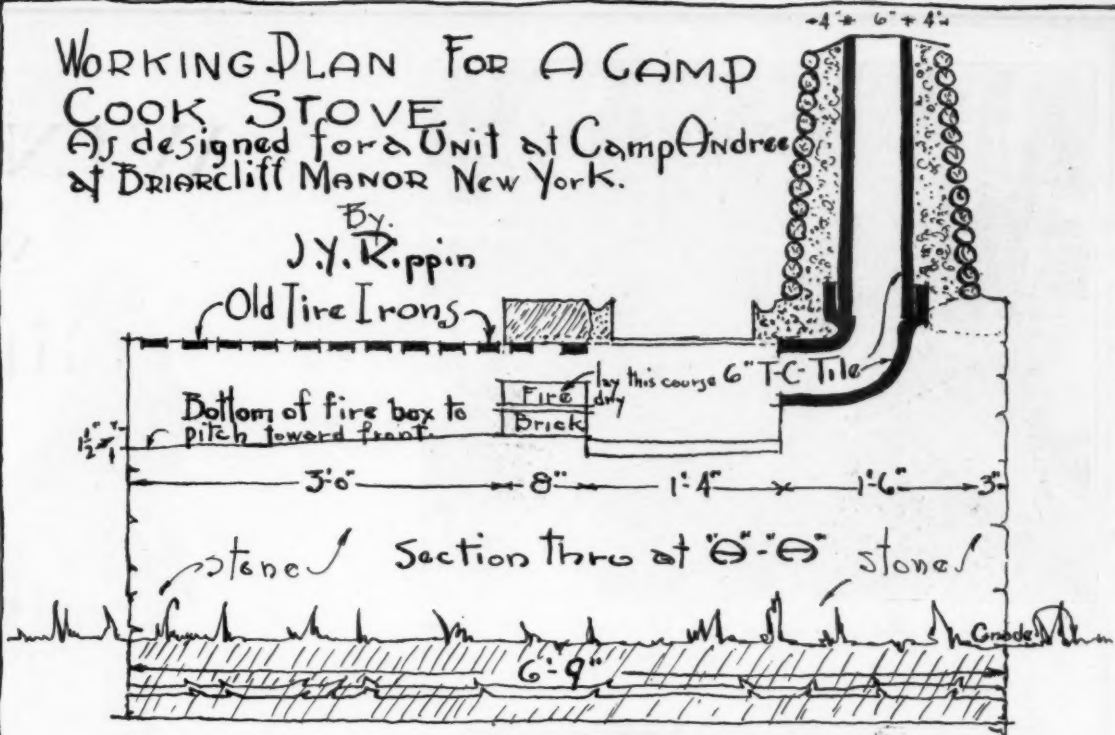 4" 6" 4"
WORKING PLAN FOR A CAMP
COOK STOVE
As designed for a Unit at Camp Andree
at BRIARCLIFF MANOR New York.
By
J.Y. Rippin
Old Tire Irons
lay this course
dry
6" T-C-Tile
Fire
Brick
Bottom of fire box to
pitch toward front.
3'-0" 8" 1'-4" 1'-6" 3"
Section thro at "A"-"A"
stone
stone
Grade
6'-9"